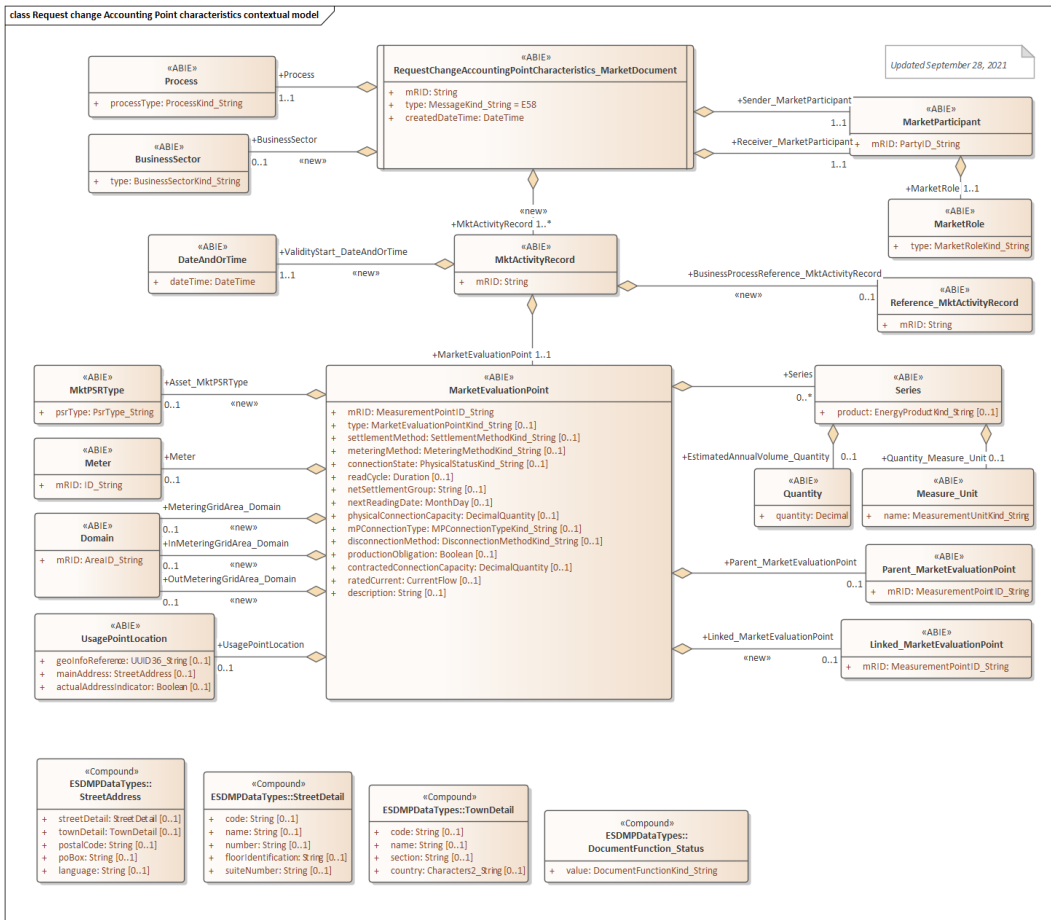 class Request change Accounting Point characteristics contextual model
«ABIE»
Process
+ processType: ProcessKind_String
+Process
1..1
«ABIE»
RequestChangeAccountingPointCharacteristics_MarketDocument
+ mRID: String
+ type: MessageKind_String = E58
+ createdDateTime: DateTime
Updated September 28, 2021
+Sender_MarketParticipant
1..1
+Receiver_MarketParticipant
1..1
«ABIE»
MarketParticipant
+ mRID: PartyID_String
«ABIE»
BusinessSector
+ type: BusinessSectorKind_String
+BusinessSector
0..1
«new»
+MarketRole 1..1
«ABIE»
MarketRole
+ type: MarketRoleKind_String
«new»
+MktActivityRecord 1..*
«ABIE»
DateAndOrTime
+ dateTime: DateTime
+ValidityStart_DateAndOrTime
1..1
«new»
«ABIE»
MktActivityRecord
+ mRID: String
+BusinessProcessReference_MktActivityRecord
«new»
0..1
«ABIE»
Reference_MktActivityRecord
+ mRID: String
+MarketEvaluationPoint 1..1
«ABIE»
MktPSRType
+ psrType: PsrType_String
+Asset_MktPSRType
0..1
«new»
«ABIE»
Meter
+ mRID: ID_String
+Meter
0..1
«ABIE»
Domain
+ mRID: AreaID_String
+MeteringGridArea_Domain
0..1
«new»
+InMeteringGridArea_Domain
0..1
«new»
+OutMeteringGridArea_Domain
0..1
«new»
«ABIE»
UsagePointLocation
+ geoInfoReference: UUID36_String [0..1]
+ mainAddress: StreetAddress [0..1]
+ actualAddressIndicator: Boolean [0..1]
+UsagePointLocation
0..1
«ABIE»
MarketEvaluationPoint
+ mRID: MeasurementPointID_String
+ type: MarketEvaluationPointKind_String [0..1]
+ settlementMethod: SettlementMethodKind_String [0..1]
+ meteringMethod: MeteringMethodKind_String [0..1]
+ connectionState: PhysicalStatusKind_String [0..1]
+ readCycle: Duration [0..1]
+ netSettlementGroup: String [0..1]
+ nextReadingDate: MonthDay [0..1]
+ physicalConnectionCapacity: DecimalQuantity [0..1]
+ mPConnectionType: MPConnectionTypeKind_String [0..1]
+ disconnectionMethod: DisconnectionMethodKind_String [0..1]
+ productionObligation: Boolean [0..1]
+ contractedConnectionCapacity: DecimalQuantity [0..1]
+ ratedCurrent: CurrentFlow [0..1]
+ description: String [0..1]
+Series
0..*
«ABIE»
Series
+ product: EnergyProductKind_String [0..1]
+EstimatedAnnualVolume_Quantity
0..1
+Quantity_Measure_Unit 0..1
«ABIE»
Quantity
+ quantity: Decimal
«ABIE»
Measure_Unit
+ name: MeasurementUnitKind_String
+Parent_MarketEvaluationPoint
0..1
«ABIE»
Parent_MarketEvaluationPoint
+ mRID: MeasurementPointID_String
+Linked_MarketEvaluationPoint
«new»
0..1
«ABIE»
Linked_MarketEvaluationPoint
+ mRID: MeasurementPointID_String
«Compound»
ESDMPDataTypes::
StreetAddress
+ streetDetail: StreetDetail [0..1]
+ townDetail: TownDetail [0..1]
+ postalCode: String [0..1]
+ poBox: String [0..1]
+ language: String [0..1]
«Compound»
ESDMPDataTypes::StreetDetail
+ code: String [0..1]
+ name: String [0..1]
+ number: String [0..1]
+ floorIdentification: String [0..1]
+ suiteNumber: String [0..1]
«Compound»
ESDMPDataTypes::TownDetail
+ code: String [0..1]
+ name: String [0..1]
+ section: String [0..1]
+ country: Characters2_String [0..1]
«Compound»
ESDMPDataTypes::
DocumentFunction_Status
+ value: DocumentFunctionKind_String